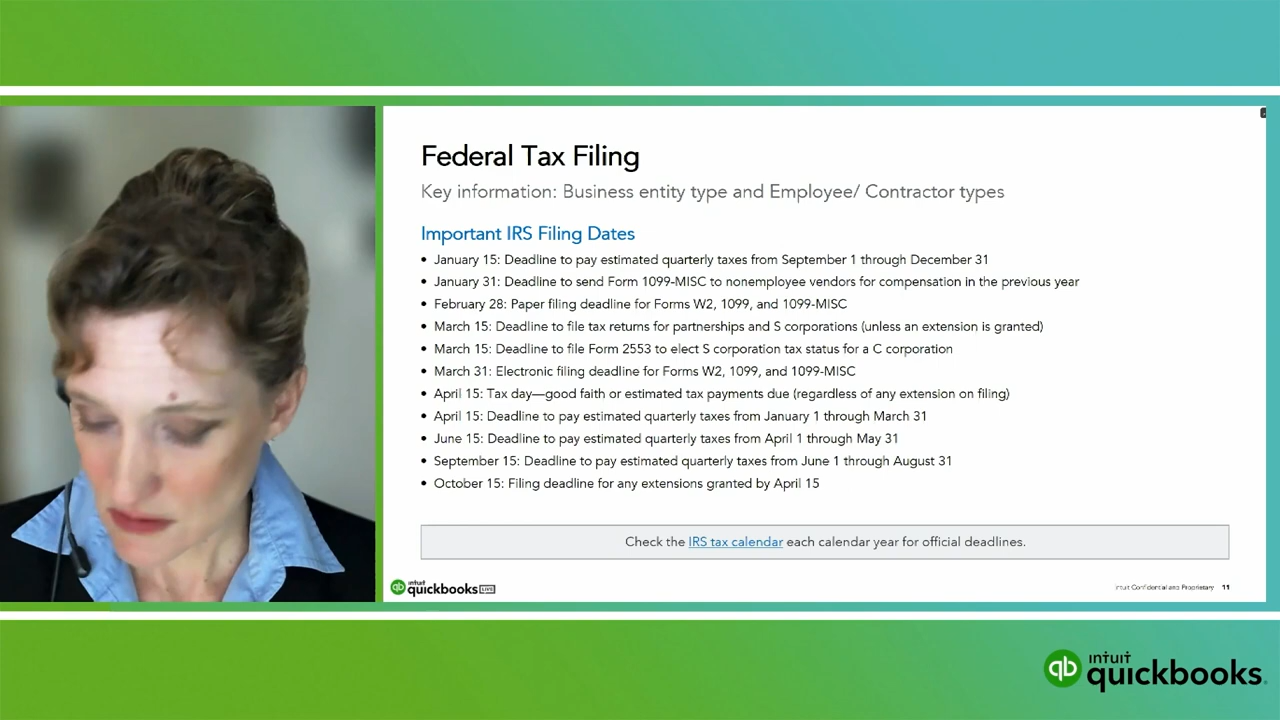 Federal Tax Filing
Key information: Business entity type and Employee/ Contractor types
Important IRS Filing Dates
• January 15: Deadline to pay estimated quarterly taxes from September 1 through December 31
• January 31: Deadline to send Form 1099-MISC to nonemployee vendors for compensation in the previous year
• February 28: Paper filing deadline for Forms W2, 1099, and 1099-MISC
• March 15: Deadline to file tax returns for partnerships and S corporations (unless an extension is granted)
• March 15: Deadline to file Form 2553 to elect S corporation tax status for a C corporation
• March 31: Electronic filing deadline for Forms W2, 1099, and 1099-MISC
• April 15: Tax day—good faith or estimated tax payments due (regardless of any extension on filing)
• April 15: Deadline to pay estimated quarterly taxes from January 1 through March 31
• June 15: Deadline to pay estimated quarterly taxes from April 1 through May 31
• September 15: Deadline to pay estimated quarterly taxes from June 1 through August 31
• October 15: Filing deadline for any extensions granted by April 15
Check the IRS tax calendar each calendar year for official deadlines.
qb intuit quickbooks LIVE
Intuit Confidential and Proprietary 11
qb intuit quickbooks.